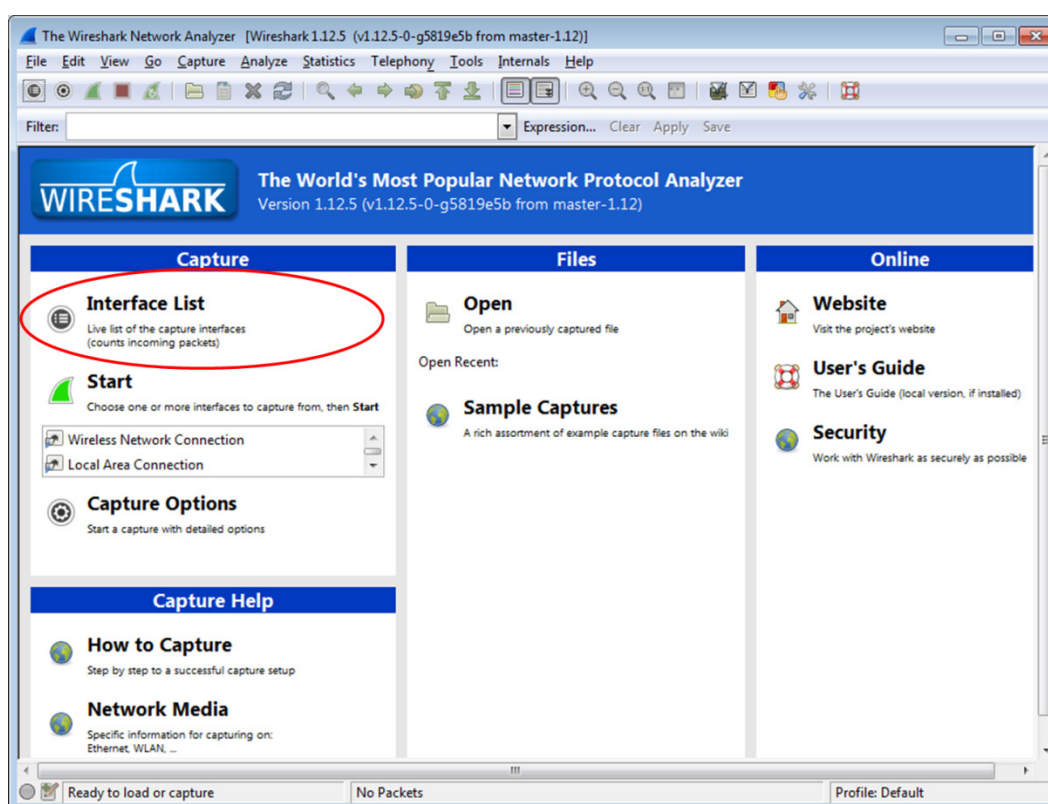 The Wireshark Network Analyzer [Wireshark 1.12.5 (v1.12.5-0-g5819e5b from master-1.12)]
File Edit View Go Capture Analyze Statistics Telephony Tools Internals Help
Filter: Expression... Clear Apply Save
WIRESHARK
The World's Most Popular Network Protocol Analyzer
Version 1.12.5 (v1.12.5-0-g5819e5b from master-1.12)
Capture
Interface List
Live list of the capture interfaces
(counts incoming packets)
Start
Choose one or more interfaces to capture from, then Start
Wireless Network Connection
Local Area Connection
Capture Options
Start a capture with detailed options
Capture Help
How to Capture
Step by step to a successful capture setup
Network Media
Specific information for capturing on:
Ethernet, WLAN, ...
Files
Open
Open a previously captured file
Open Recent:
Sample Captures
A rich assortment of example capture files on the wiki
Online
Website
Visit the project's website
User's Guide
The User's Guide (local version, if installed)
Security
Work with Wireshark as securely as possible
Ready to load or capture
No Packets
Profile: Default